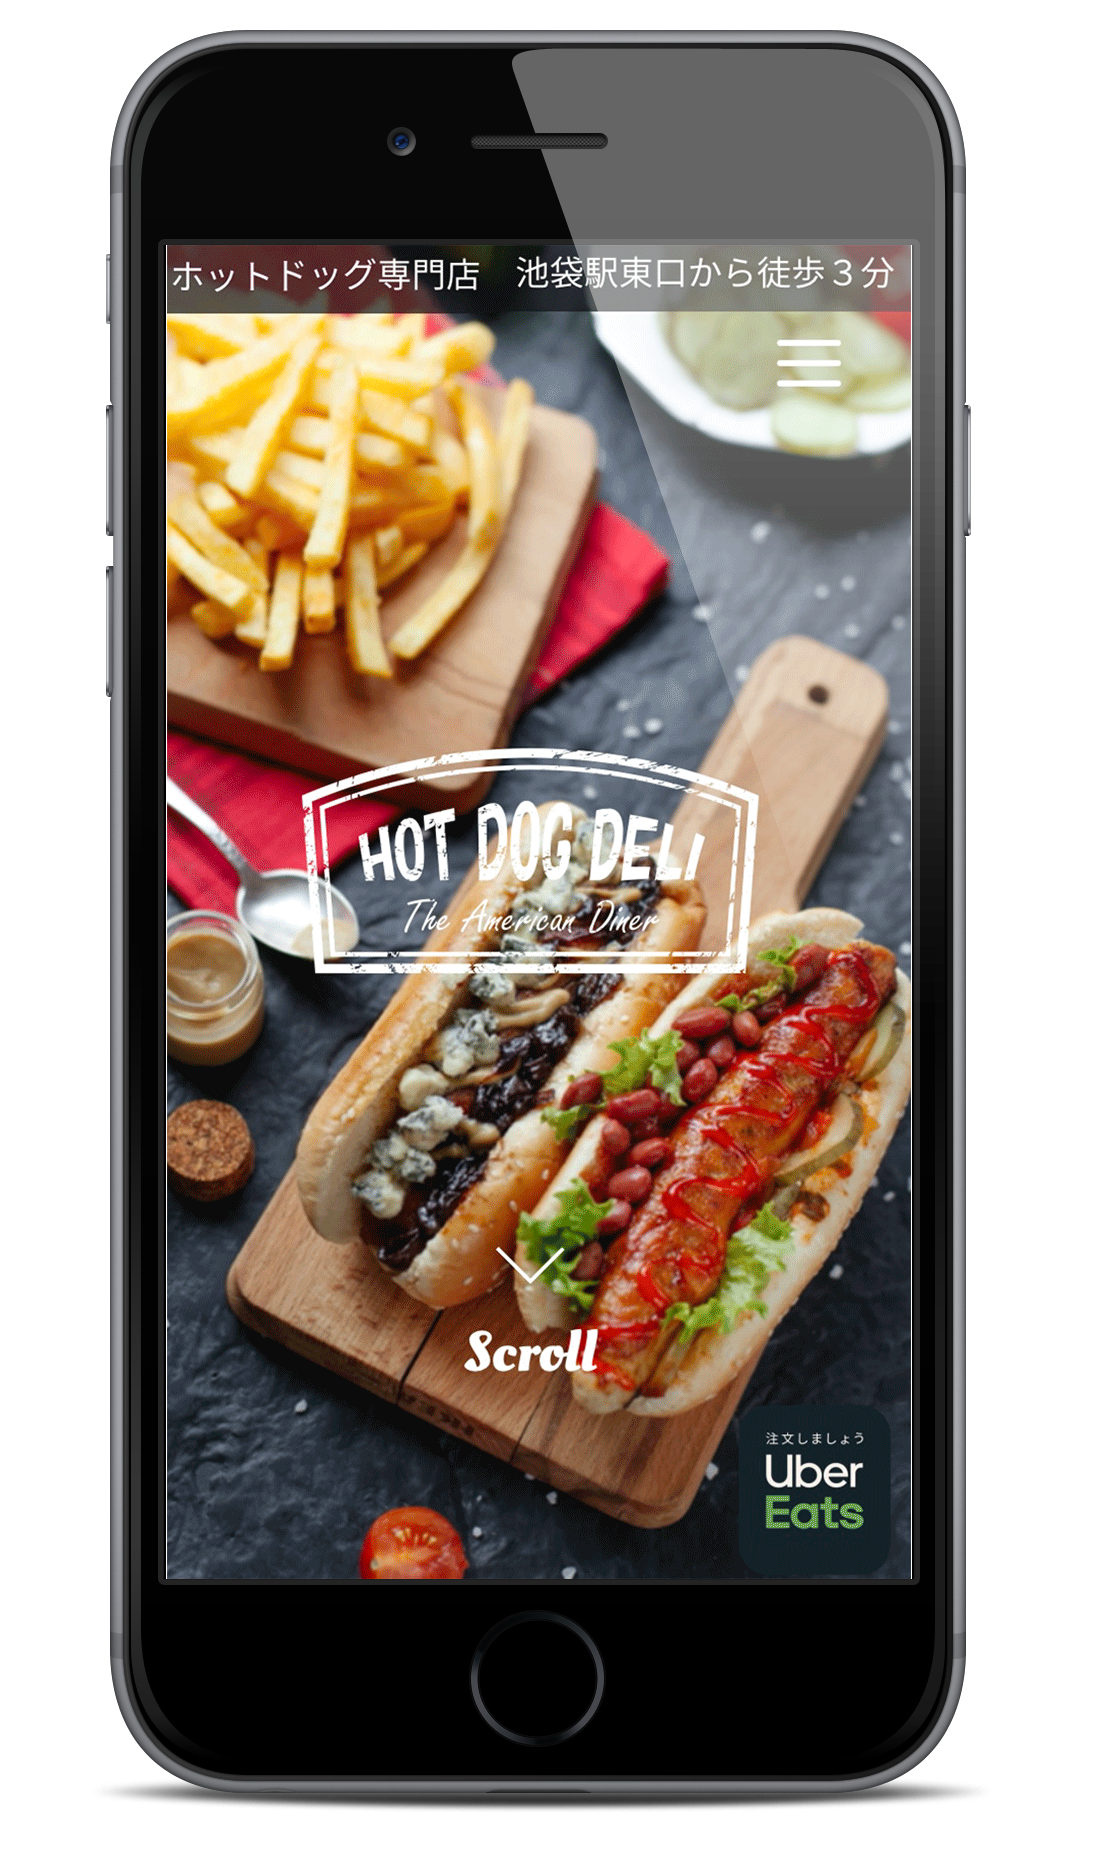 ホットドッグ専門店　池袋駅東口から徒歩３分
HOT DOG DELI
The American Diner
Scroll
注文しましょう
Uber
Eats